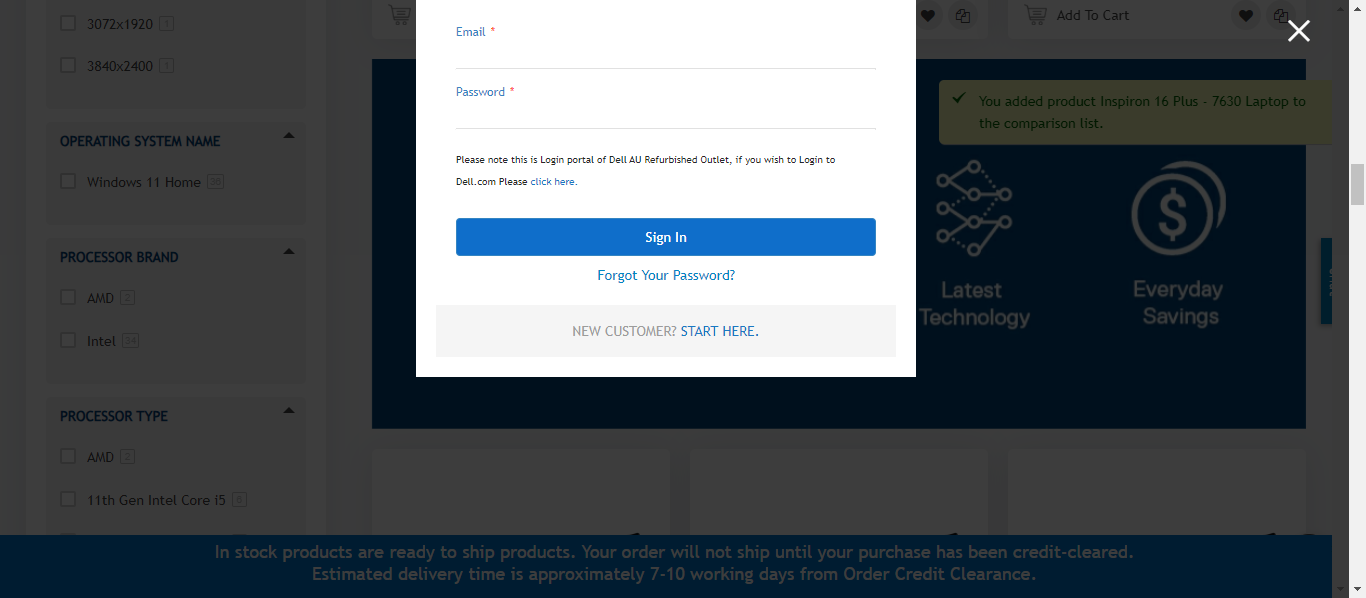 3072x1920 1
3840x2400 1
OPERATING SYSTEM NAME
Windows 11 Home 26
PROCESSOR BRAND
AMD 2
Intel 24
PROCESSOR TYPE
AMD 2
11th Gen Intel Core i5 6
Email *
Password *
Please note this is Login portal of Dell AU Refurbished Outlet, if you wish to Login to
Dell.com Please click here.
Sign In
Forgot Your Password?
NEW CUSTOMER? START HERE.
Add To Cart
You added product Inspiron 16 Plus - 7630 Laptop to
the comparison list.
Latest
Technology
Everyday
Savings
In stock products are ready to ship products. Your order will not ship until your purchase has been credit-cleared.
Estimated delivery time is approximately 7-10 working days from Order Credit Clearance.